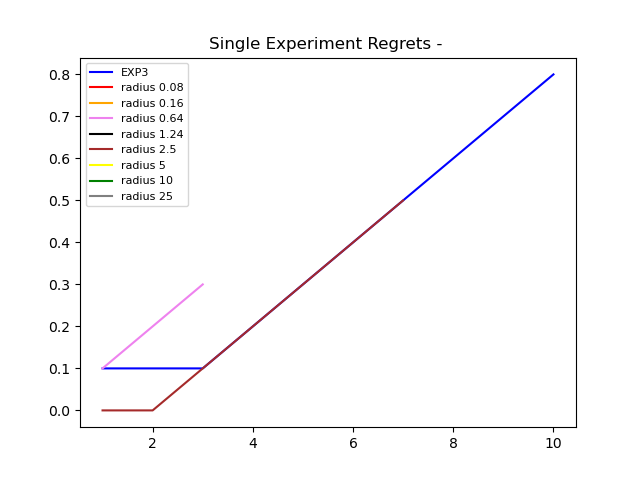 Single Experiment Regrets -
EXP3
radius 0.08
radius 0.16
radius 0.64
radius 1.24
radius 2.5
radius 5
radius 10
radius 25
0.8
0.7
0.6
0.5
0.4
0.3
0.2
0.1
0.0
2 4 6 8 10